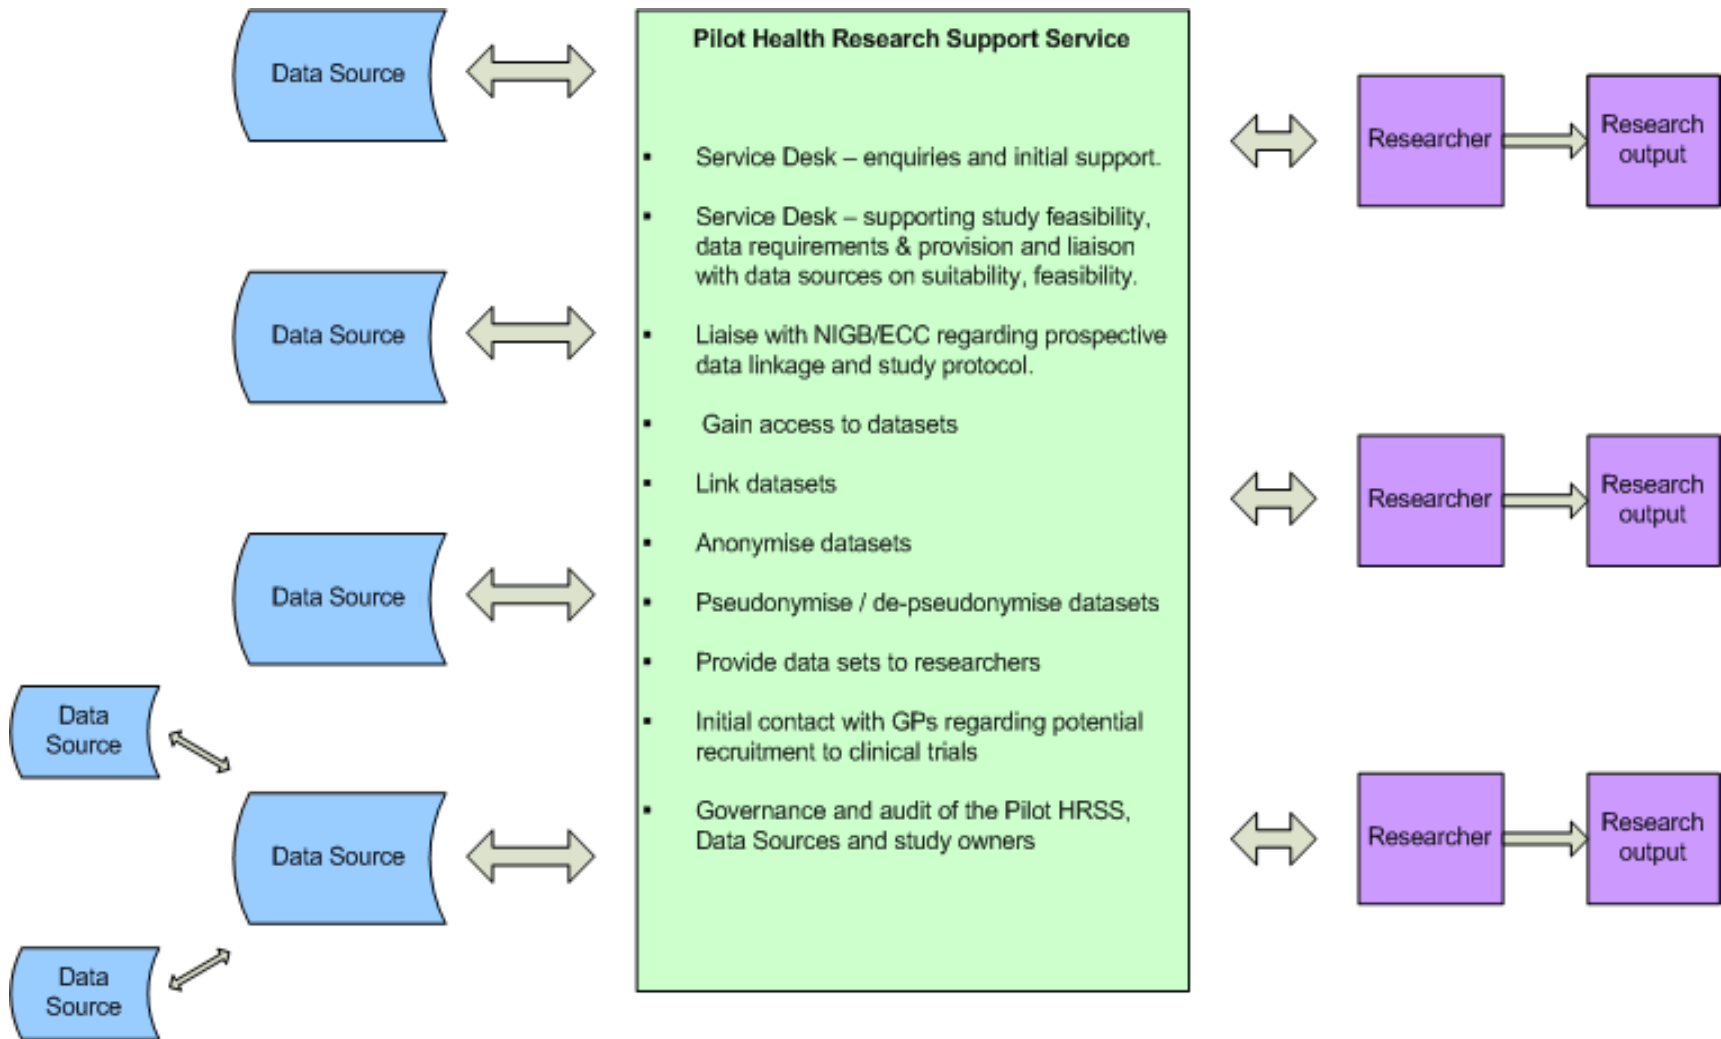 Data Source
Data Source
Data Source
Data
Source
Data Source
Data
Source
Pilot Health Research Support Service
▪ Service Desk – enquiries and initial support.
▪ Service Desk – supporting study feasibility,
data requirements & provision and liaison
with data sources on suitability, feasibility.
▪ Liaise with NIGB/ECC regarding prospective
data linkage and study protocol.
▪ Gain access to datasets
▪ Link datasets
▪ Anonymise datasets
▪ Pseudonymise / de-pseudonymise datasets
▪ Provide data sets to researchers
▪ Initial contact with GPs regarding potential
recruitment to clinical trials
▪ Governance and audit of the Pilot HRSS,
Data Sources and study owners
Researcher
Research
output
Researcher
Research
output
Researcher
Research
output